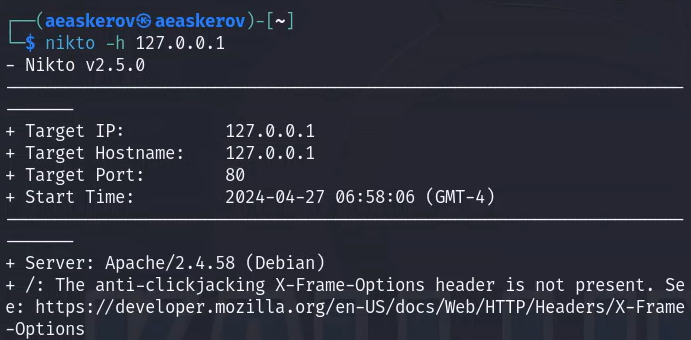 ┌──(aeaskerov㉿aeaskerov)-[~]
└─$ nikto -h 127.0.0.1
- Nikto v2.5.0
---------------------------------------------------------------------------
+ Target IP:          127.0.0.1
+ Target Hostname:    127.0.0.1
+ Target Port:        80
+ Start Time:         2024-04-27 06:58:06 (GMT-4)
---------------------------------------------------------------------------
+ Server: Apache/2.4.58 (Debian)
+ /: The anti-clickjacking X-Frame-Options header is not present. Se
e: https://developer.mozilla.org/en-US/docs/Web/HTTP/Headers/X-Frame
-Options